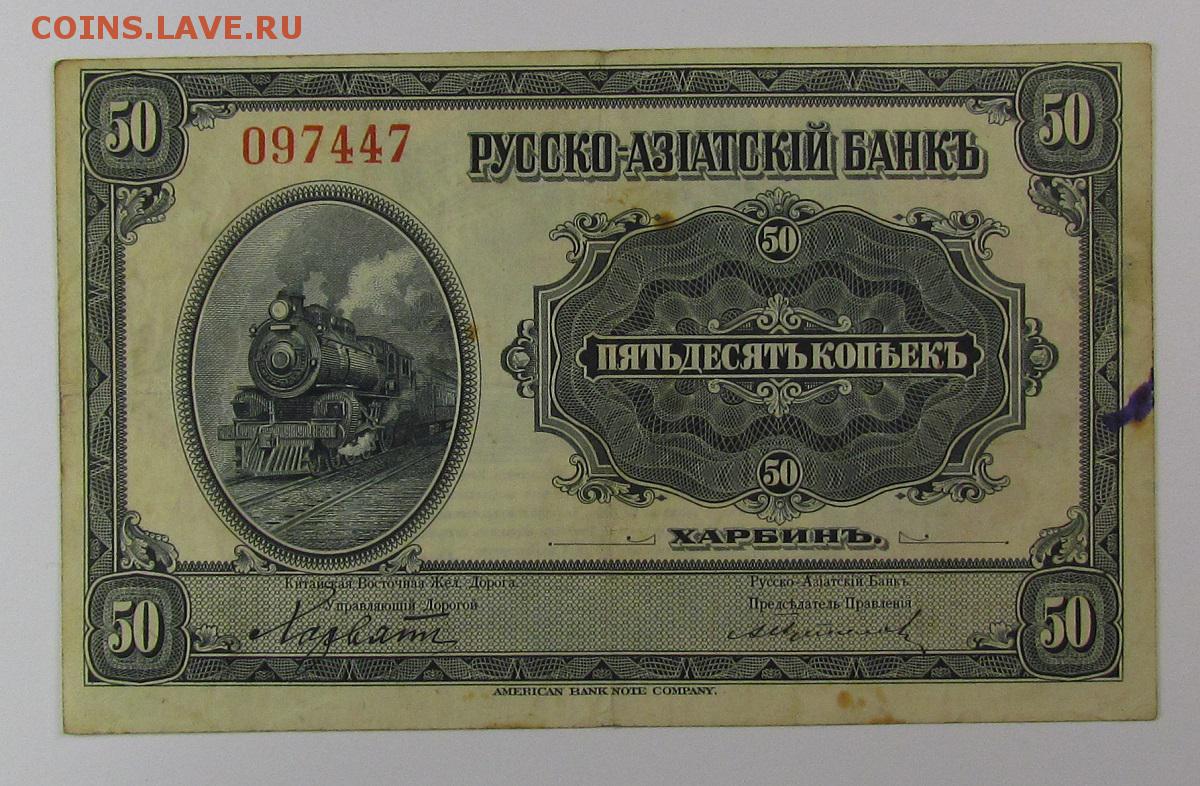 COINS.LAVE.RU
50
50
097447
РУССКО-АЗІАТСКІЙ БАНКЪ
50
ПЯТЬДЕСЯТЪ КОПѢЕКЪ
50
ХАРБИНЪ.
Китайская Восточная Жел. Дорога.
Русско-Азіатскій Банкъ
Управляющій Дорогой
Предсѣдатель Правленія
50
Хорватъ
50
AMERICAN BANK NOTE COMPANY.